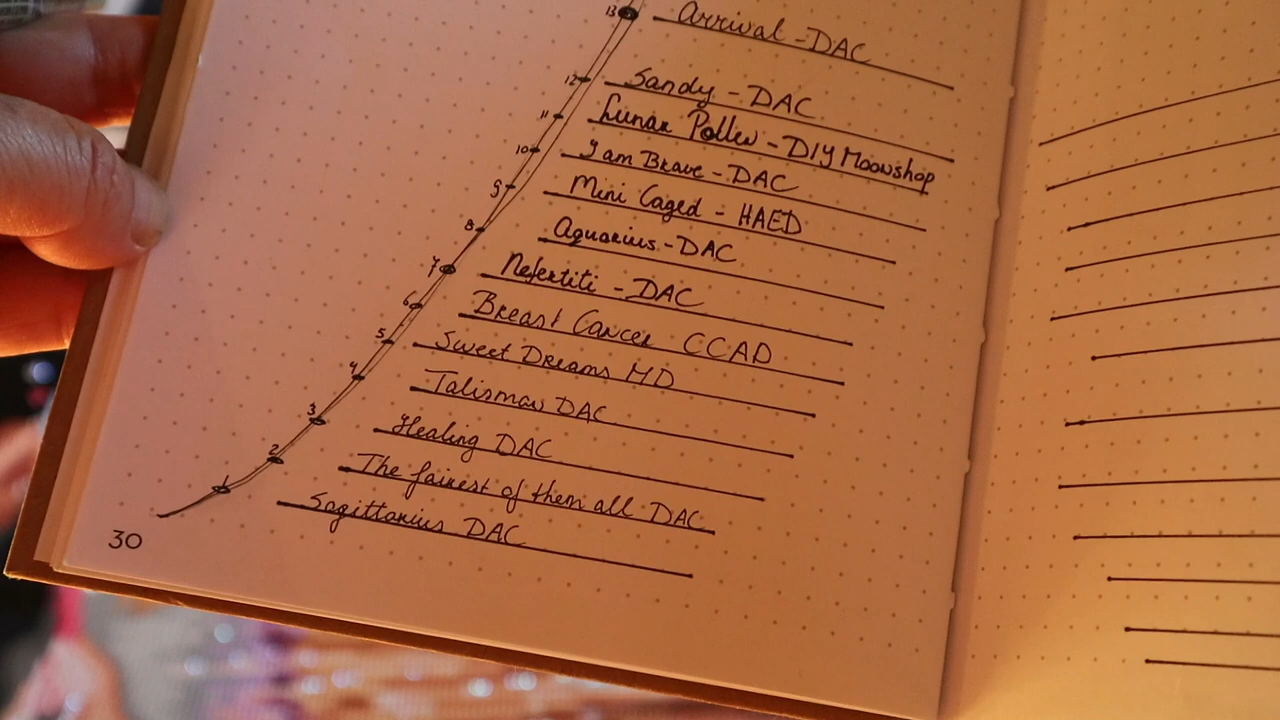 13 Arrival - DAC
12 Sandy - DAC
11 Lunar Pollen - DIY Moonshop
10 I am Brave - DAC
9 Mini Caged - HAED
8 Aquarius - DAC
7 Nefertiti - DAC
6 Breast Cancer CCAD
5 Sweet Dreams MD
4 Talisman DAC
3 Healing DAC
2 The fairest of them all DAC
1 Sagittarius DAC
30